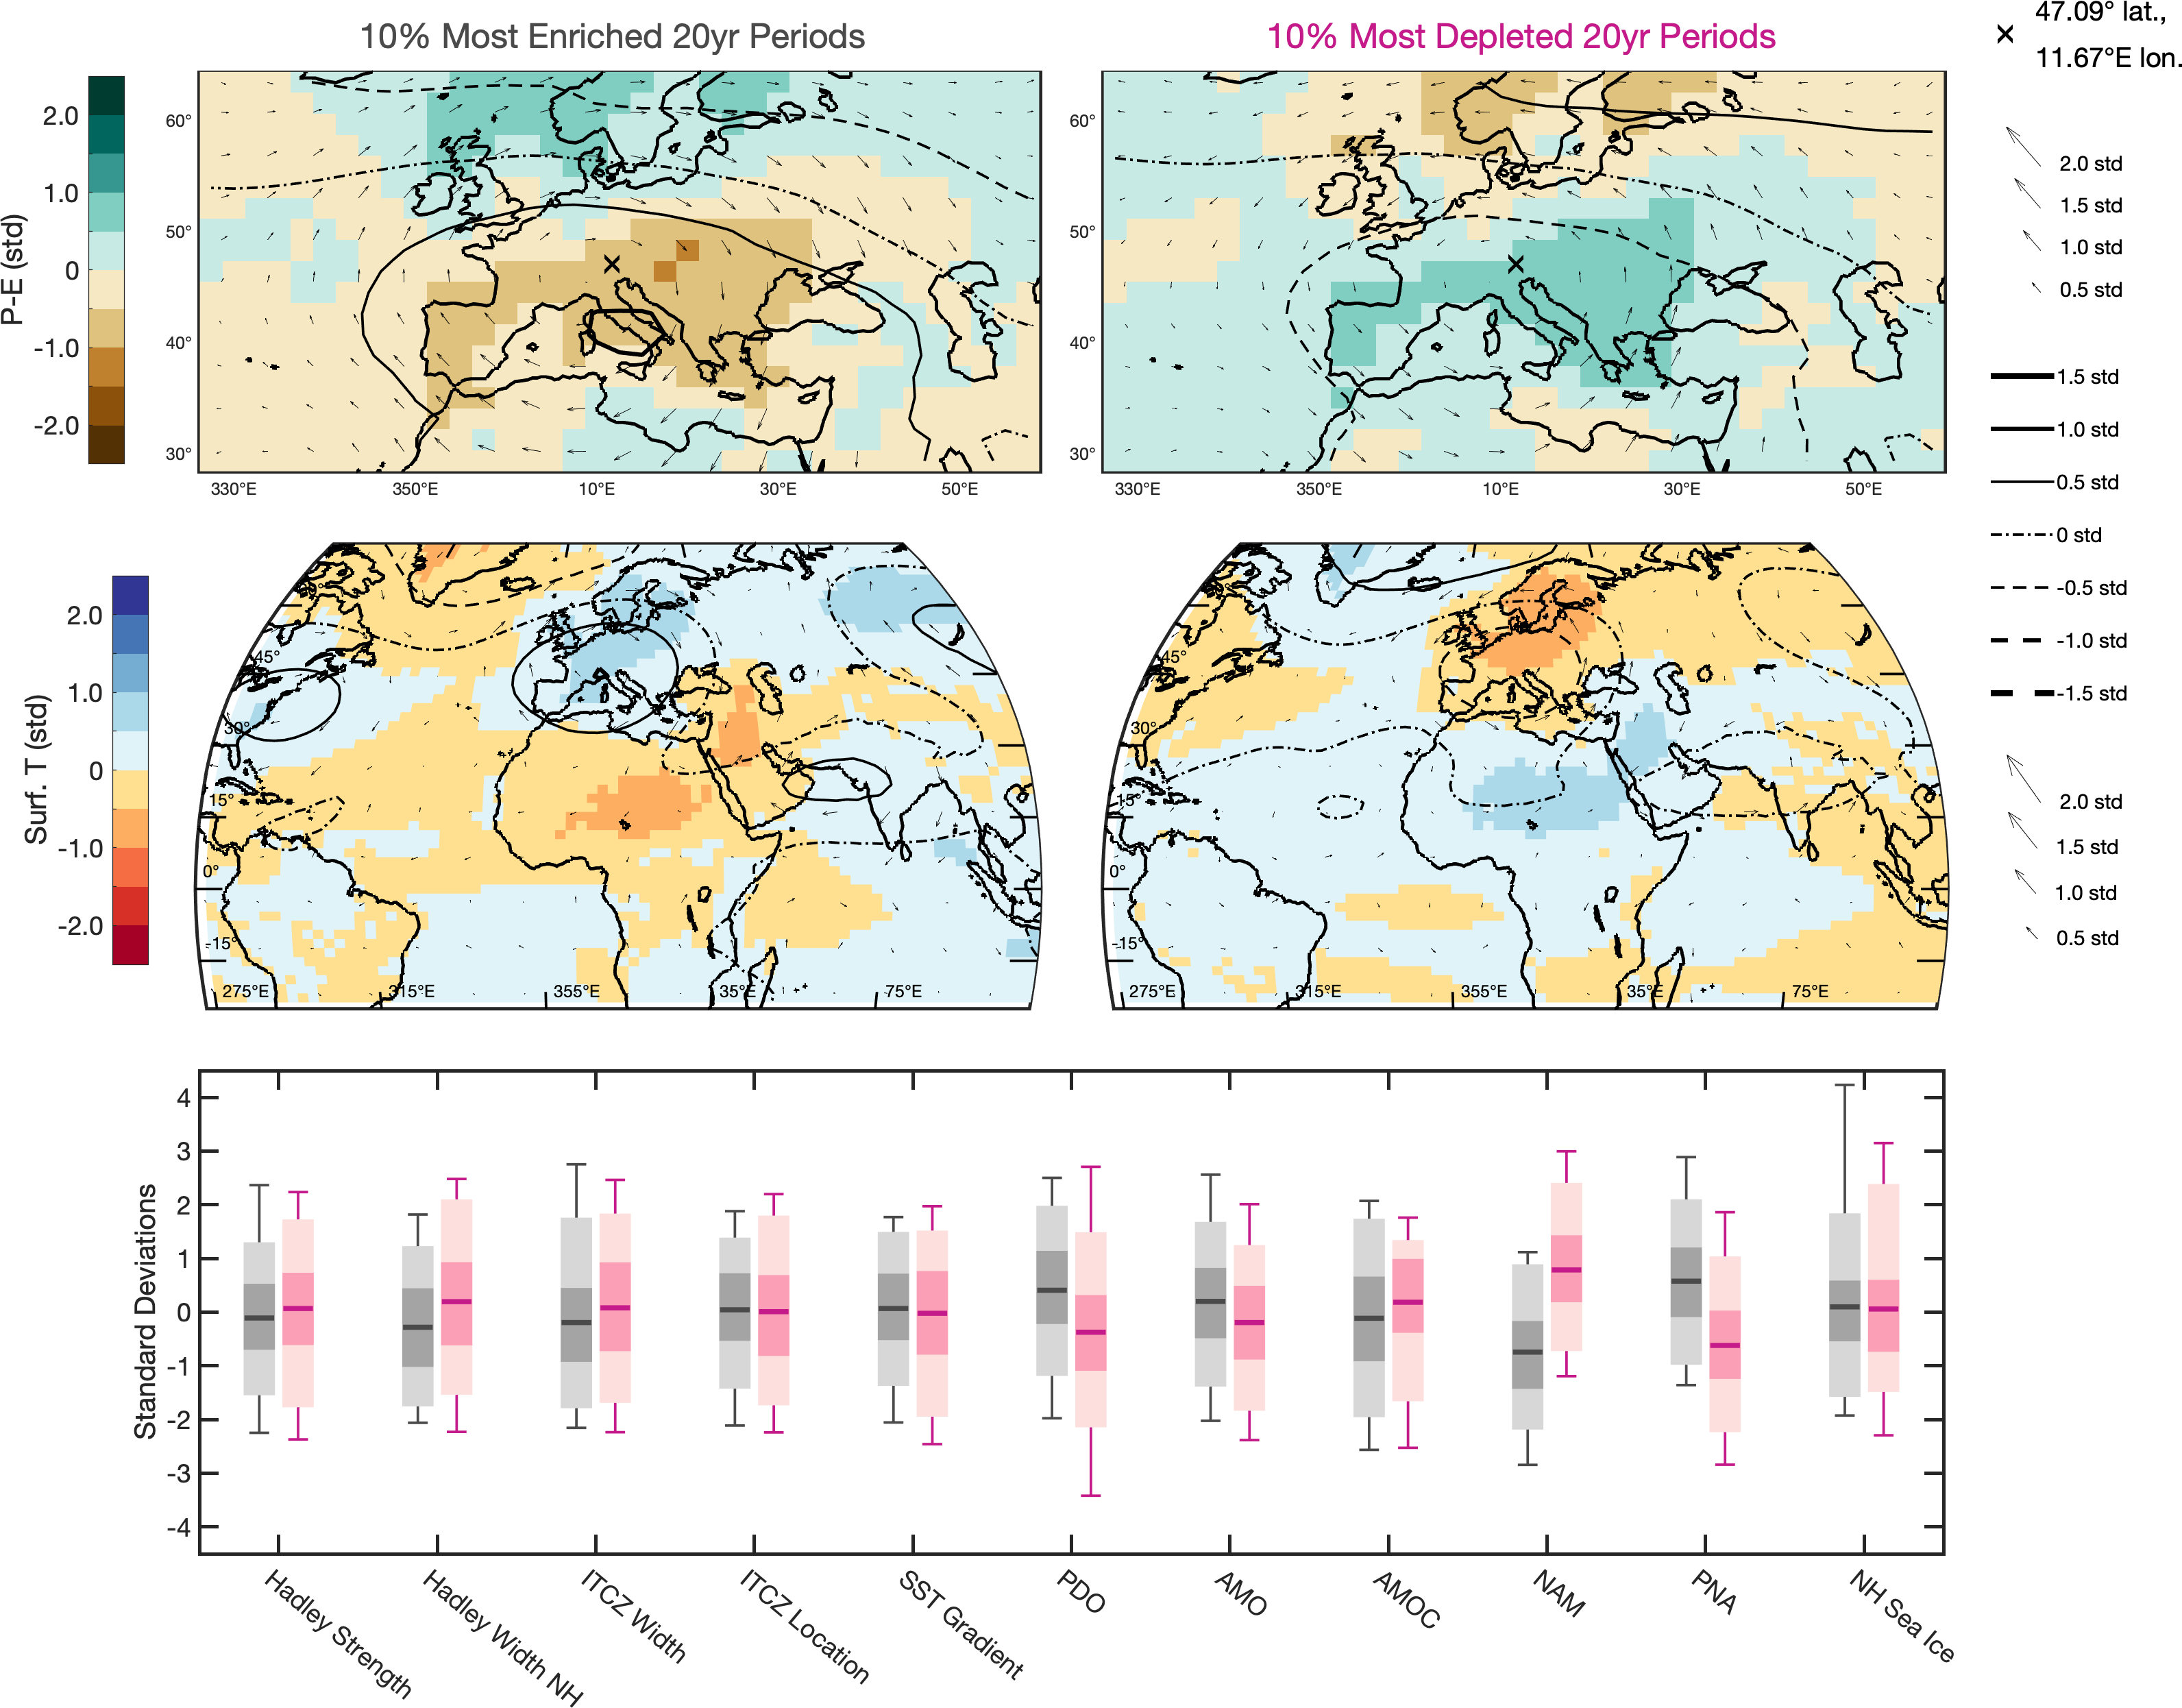 10% Most Enriched 20yr Periods
10% Most Depleted 20yr Periods
47.09° lat.,
11.67°E lon.
P-E (std)
2.0
1.0
0
-1.0
-2.0
60°
50°
40°
30°
330°E
350°E
10°E
30°E
50°E
60°
50°
40°
30°
330°E
350°E
10°E
30°E
50°E
2.0 std
1.5 std
1.0 std
0.5 std
1.5 std
1.0 std
0.5 std
0 std
-0.5 std
-1.0 std
-1.5 std
2.0 std
1.5 std
1.0 std
0.5 std
Surf. T (std)
2.0
1.0
0
-1.0
-2.0
45°
30°
15°
0°
-15°
275°E
315°E
355°E
35°E
75°E
45°
30°
15°
0°
-15°
275°E
315°E
355°E
35°E
75°E
Standard Deviations
4
3
2
1
0
-1
-2
-3
-4
Hadley Strength
Hadley Width NH
ITCZ Width
ITCZ Location
SST Gradient
PDO
AMO
AMOC
NAM
PNA
NH Sea Ice